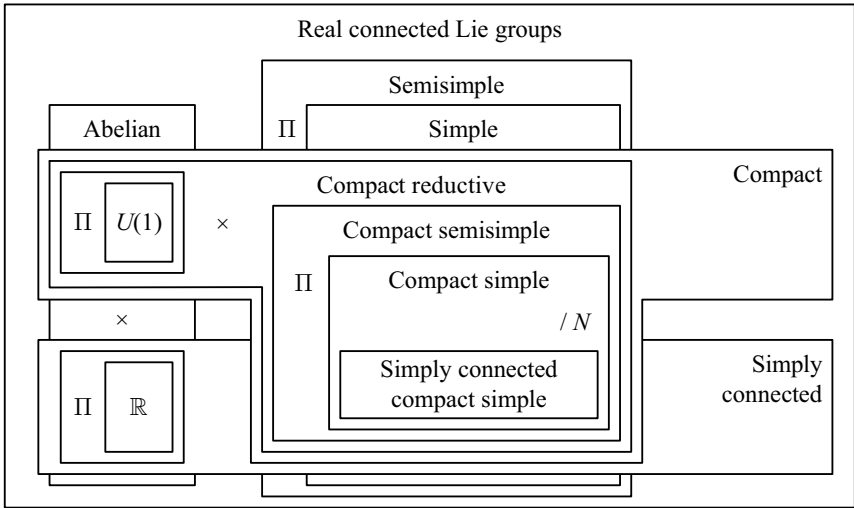 Real connected Lie groups
Semisimple
Abelian
Π
Simple
Compact reductive
Compact
Π
U(1)
×
Compact semisimple
Π
Compact simple
×
/ N
Simply connected
compact simple
Simply
connected
Π
ℝ